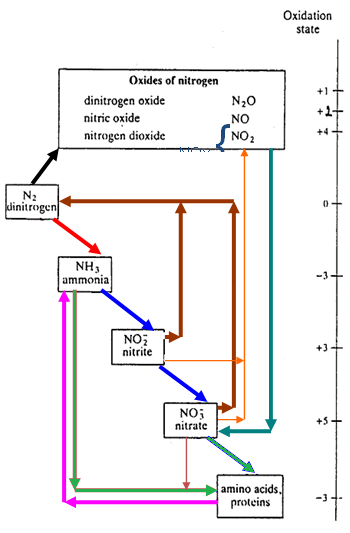 Oxidation
state
Oxides of nitrogen
dinitrogen oxide N₂O +1
nitric oxide NO +1
nitrogen dioxide NO₂ +4
N₂
dinitrogen
0
NH₃
ammonia
−3
NO₂⁻
nitrite
+3
NO₃⁻
nitrate
+5
amino acids,
proteins
−3